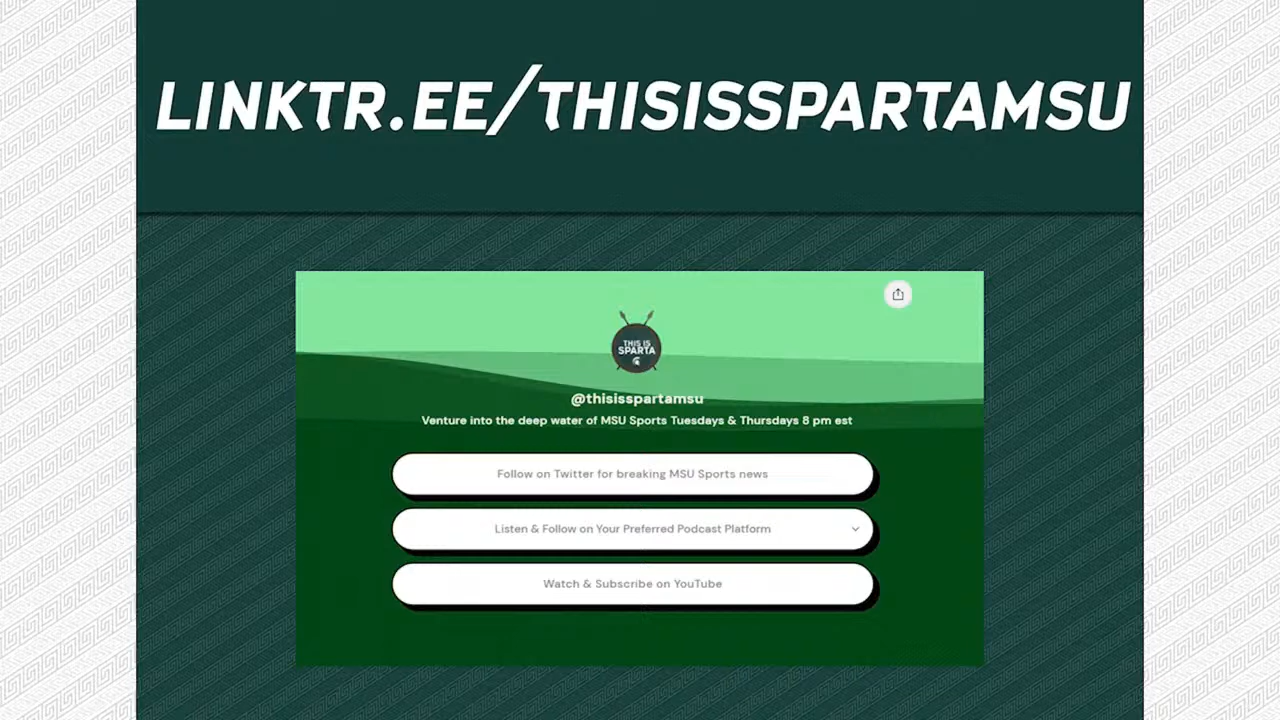 LINKTR.EE/THISISSPARTAMSU
THIS IS
SPARTA
@thisisspartamsu
Venture into the deep water of MSU Sports Tuesdays & Thursdays 8 pm est
Follow on Twitter for breaking MSU Sports news
Listen & Follow on Your Preferred Podcast Platform
Watch & Subscribe on YouTube